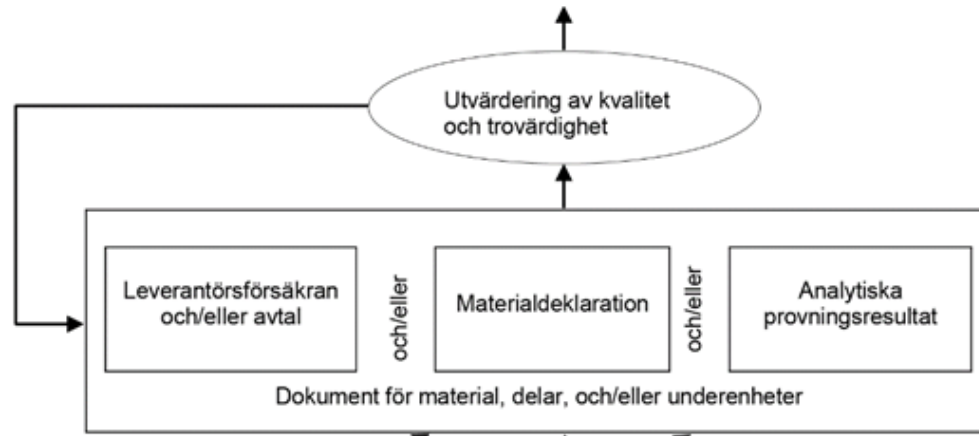 Utvärdering av kvalitet
och trovärdighet
Leverantörsförsäkran
och/eller avtal
och/eller
Materialdeklaration
och/eller
Analytiska
provningsresultat
Dokument för material, delar, och/eller underenheter